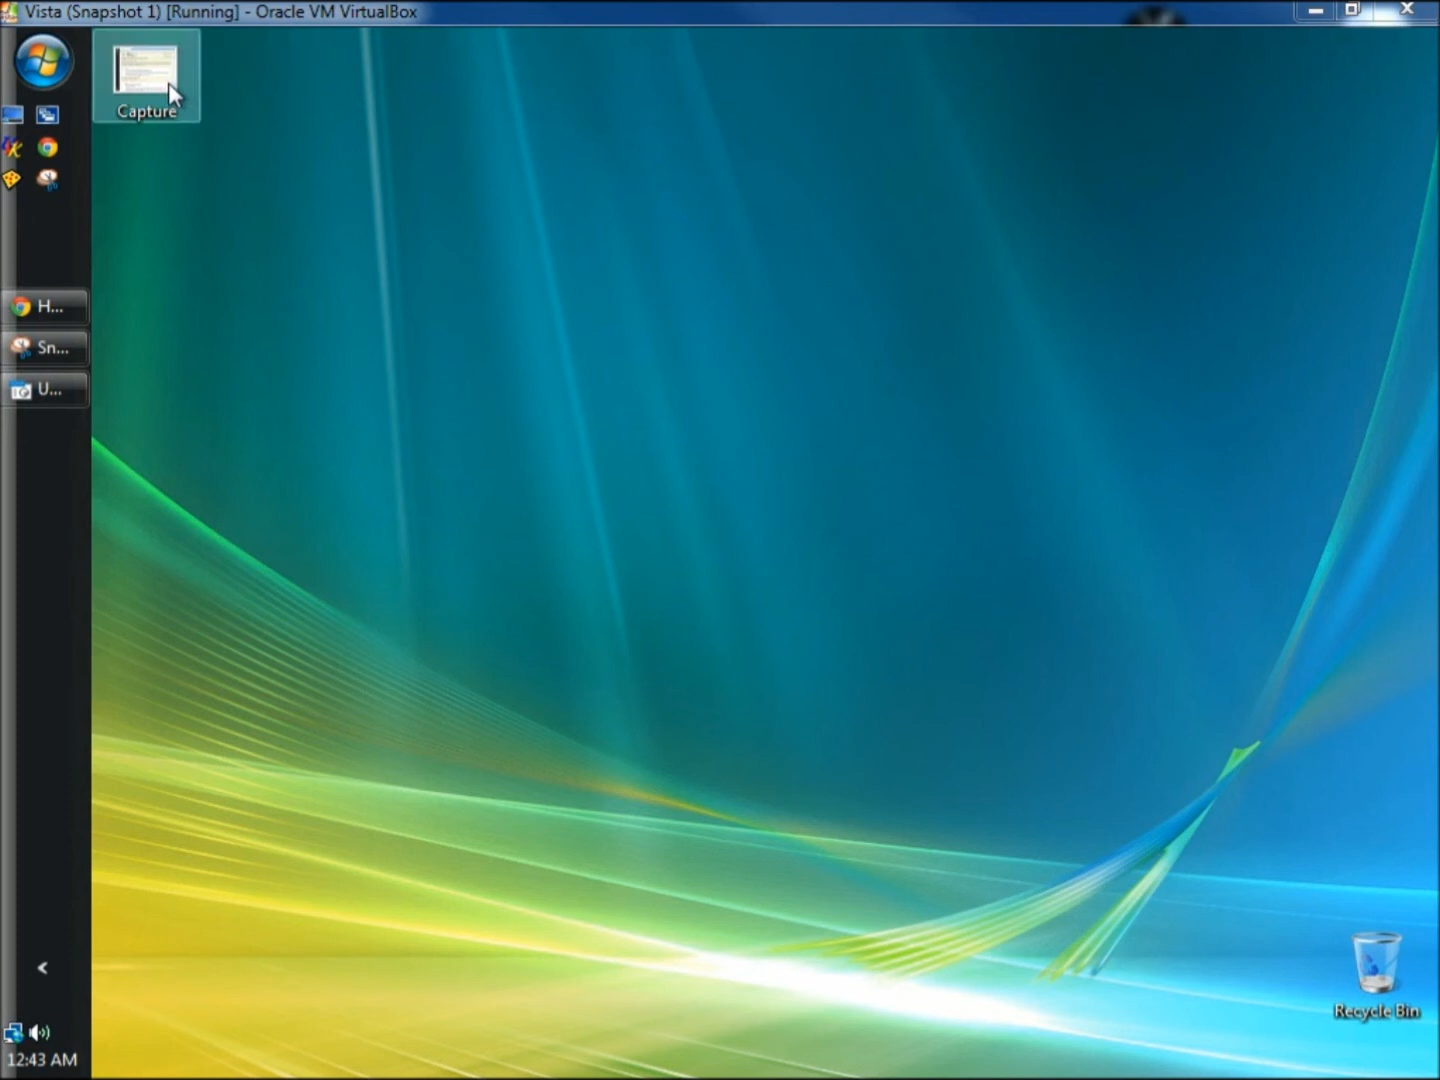 Vista (Snapshot 1) [Running] - Oracle VM VirtualBox
Capture
H...
Sn...
U...
12:43 AM
Recycle Bin